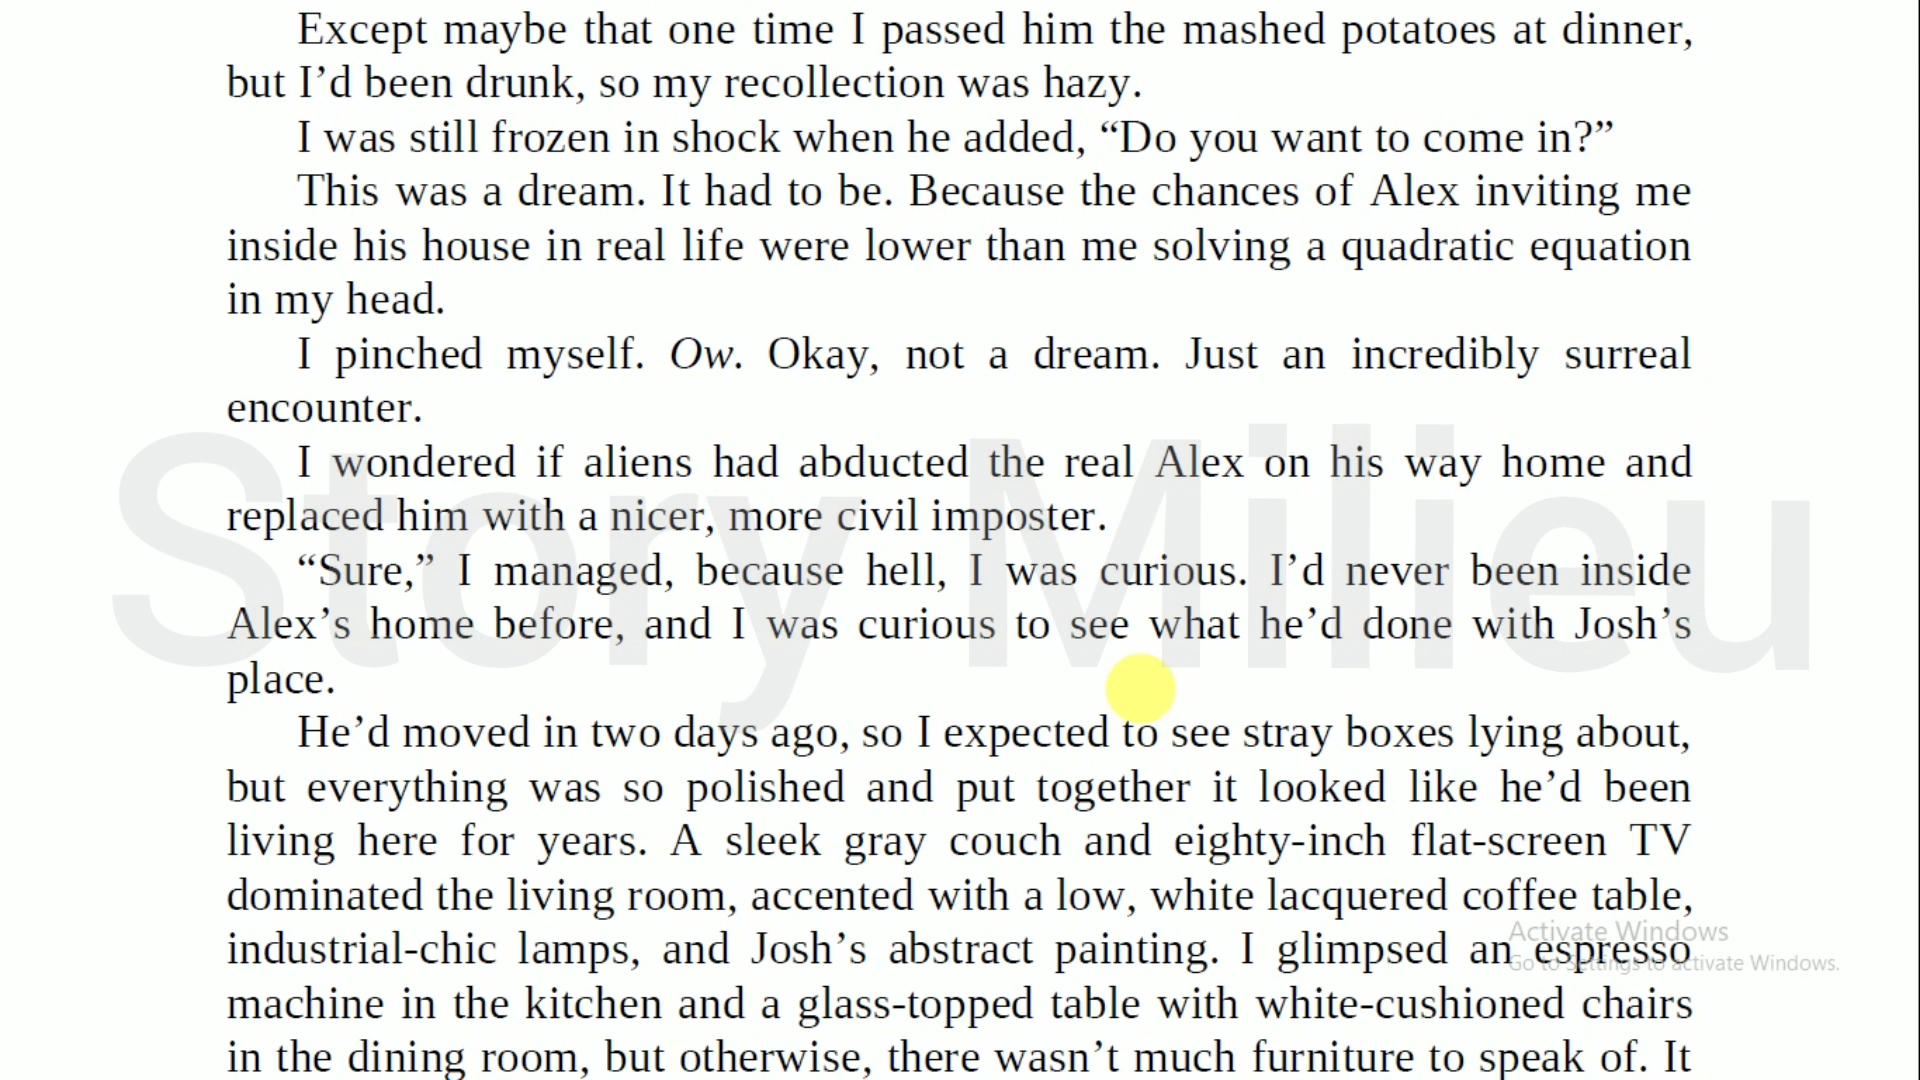 Except maybe that one time I passed him the mashed potatoes at dinner,
but I’d been drunk, so my recollection was hazy.
I was still frozen in shock when he added, “Do you want to come in?”
This was a dream. It had to be. Because the chances of Alex inviting me
inside his house in real life were lower than me solving a quadratic equation
in my head.
I pinched myself. Ow. Okay, not a dream. Just an incredibly surreal
encounter.
I wondered if aliens had abducted the real Alex on his way home and
replaced him with a nicer, more civil imposter.
Story Milieu
“Sure,” I managed, because hell, I was curious. I’d never been inside
Alex’s home before, and I was curious to see what he’d done with Josh’s
place.
He’d moved in two days ago, so I expected to see stray boxes lying about,
but everything was so polished and put together it looked like he’d been
living here for years. A sleek gray couch and eighty-inch flat-screen TV
dominated the living room, accented with a low, white lacquered coffee table,
industrial-chic lamps, and Josh’s abstract painting. I glimpsed an espresso
machine in the kitchen and a glass-topped table with white-cushioned chairs
in the dining room, but otherwise, there wasn’t much furniture to speak of. It
Activate Windows
Go to Settings to activate Windows.